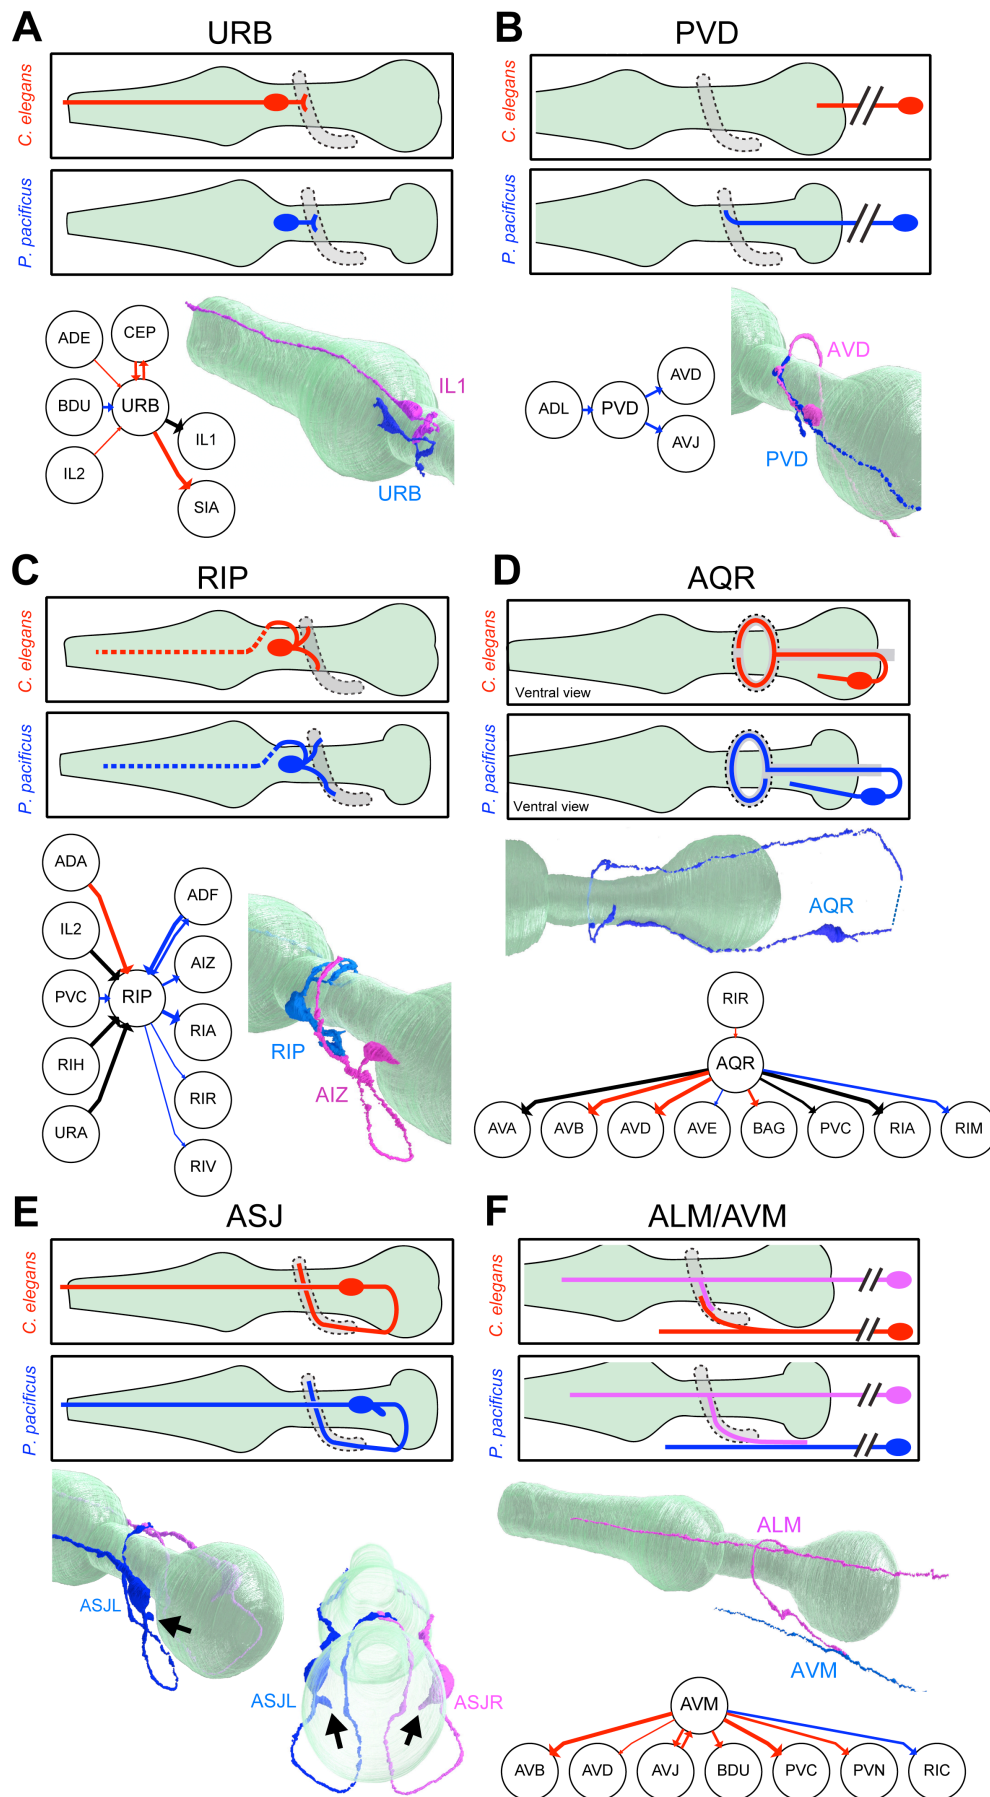 A
URB
C. elegans
P. pacificus
ADE
CEP
BDU
URB
IL1
IL2
SIA
IL1
URB
B
PVD
C. elegans
P. pacificus
ADL
PVD
AVD
AVJ
AVD
PVD
C
RIP
C. elegans
P. pacificus
ADA
ADF
IL2
AIZ
PVC
RIP
RIA
RIH
RIR
URA
RIV
RIP
AIZ
D
AQR
C. elegans
Ventral view
P. pacificus
Ventral view
AQR
RIR
AQR
AVA
AVB
AVD
AVE
BAG
PVC
RIA
RIM
E
ASJ
C. elegans
P. pacificus
ASJL
ASJL
ASJR
F
ALM/AVM
C. elegans
P. pacificus
ALM
AVM
AVM
AVB
AVD
AVJ
BDU
PVC
PVN
RIC